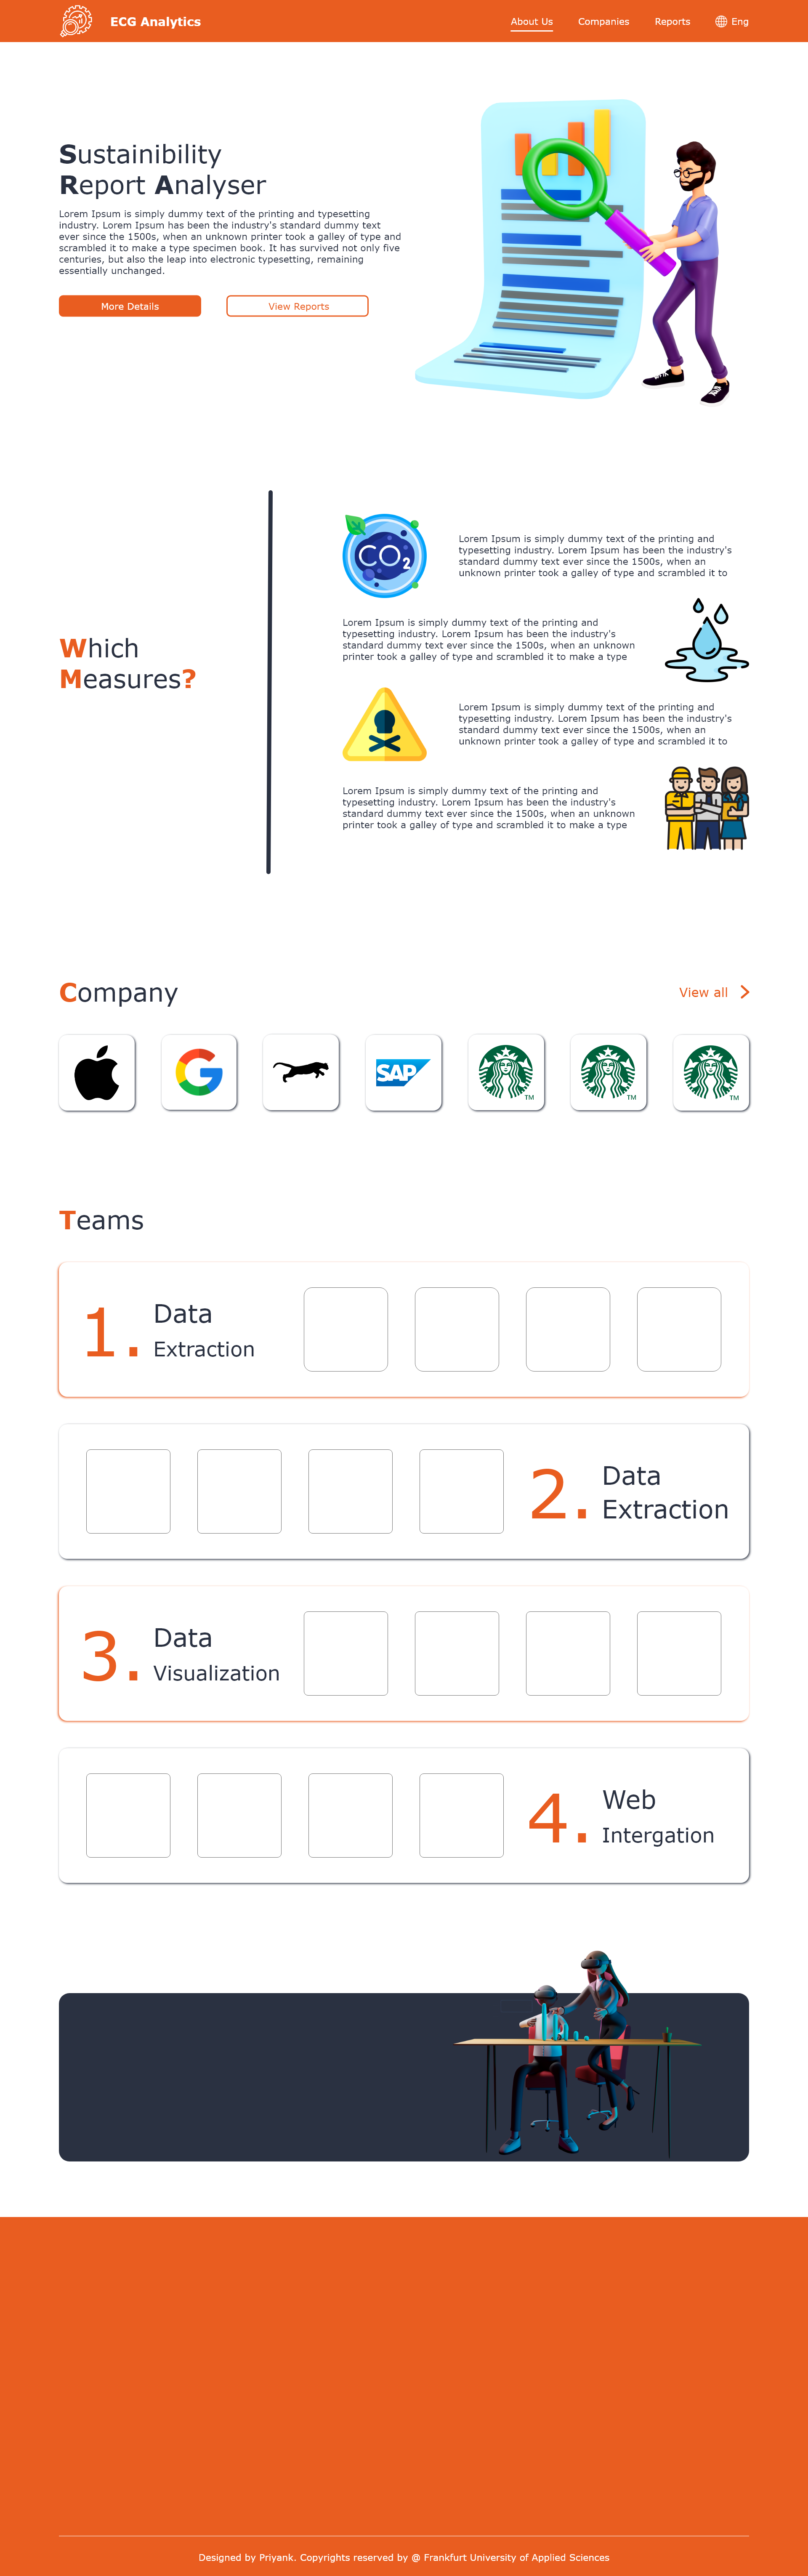 ECG Analytics
About Us
Companies
Reports
Eng
Sustainibility
Report Analyser
Lorem Ipsum is simply dummy text of the printing and typesetting
industry. Lorem Ipsum has been the industry's standard dummy text
ever since the 1500s, when an unknown printer took a galley of type and
scrambled it to make a type specimen book. It has survived not only five
centuries, but also the leap into electronic typesetting, remaining
essentially unchanged.
More Details
View Reports
CO2
Lorem Ipsum is simply dummy text of the printing and
typesetting industry. Lorem Ipsum has been the industry's
standard dummy text ever since the 1500s, when an
unknown printer took a galley of type and scrambled it to
Lorem Ipsum is simply dummy text of the printing and
typesetting industry. Lorem Ipsum has been the industry's
standard dummy text ever since the 1500s, when an unknown
printer took a galley of type and scrambled it to make a type
Which
Measures?
Lorem Ipsum is simply dummy text of the printing and
typesetting industry. Lorem Ipsum has been the industry's
standard dummy text ever since the 1500s, when an
unknown printer took a galley of type and scrambled it to
Lorem Ipsum is simply dummy text of the printing and
typesetting industry. Lorem Ipsum has been the industry's
standard dummy text ever since the 1500s, when an unknown
printer took a galley of type and scrambled it to make a type
Company
View all
SAP
TM
TM
TM
Teams
1. Data
Extraction
2. Data
Extraction
3. Data
Visualization
4. Web
Intergation
Designed by Priyank. Copyrights reserved by @ Frankfurt University of Applied Sciences